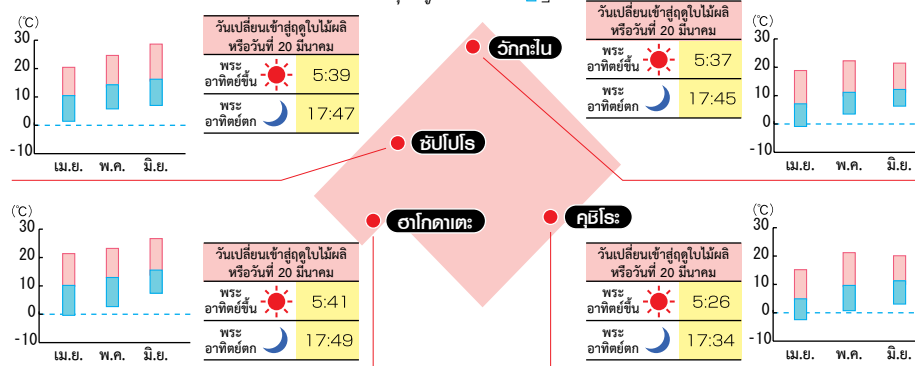 (℃)
30
20
10
0
-10
เม.ย. พ.ค. มิ.ย.
วันเปลี่ยนเข้าสู่ฤดูใบไม้ผลิ
หรือวันที่ 20 มีนาคม
พระ
อาทิตย์ขึ้น 5:39
พระ
อาทิตย์ตก 17:47
วักกะไน
ซัปโปโร
ฮาโกดาเตะ
คุชิโระ
วันเปลี่ยนเข้าสู่ฤดูใบไม้ผลิ
หรือวันที่ 20 มีนาคม
พระ
อาทิตย์ขึ้น 5:37
พระ
อาทิตย์ตก 17:45
(℃)
30
20
10
0
-10
เม.ย. พ.ค. มิ.ย.
(℃)
30
20
10
0
-10
เม.ย. พ.ค. มิ.ย.
วันเปลี่ยนเข้าสู่ฤดูใบไม้ผลิ
หรือวันที่ 20 มีนาคม
พระ
อาทิตย์ขึ้น 5:41
พระ
อาทิตย์ตก 17:49
วันเปลี่ยนเข้าสู่ฤดูใบไม้ผลิ
หรือวันที่ 20 มีนาคม
พระ
อาทิตย์ขึ้น 5:26
พระ
อาทิตย์ตก 17:34
(℃)
30
20
10
0
-10
เม.ย. พ.ค. มิ.ย.